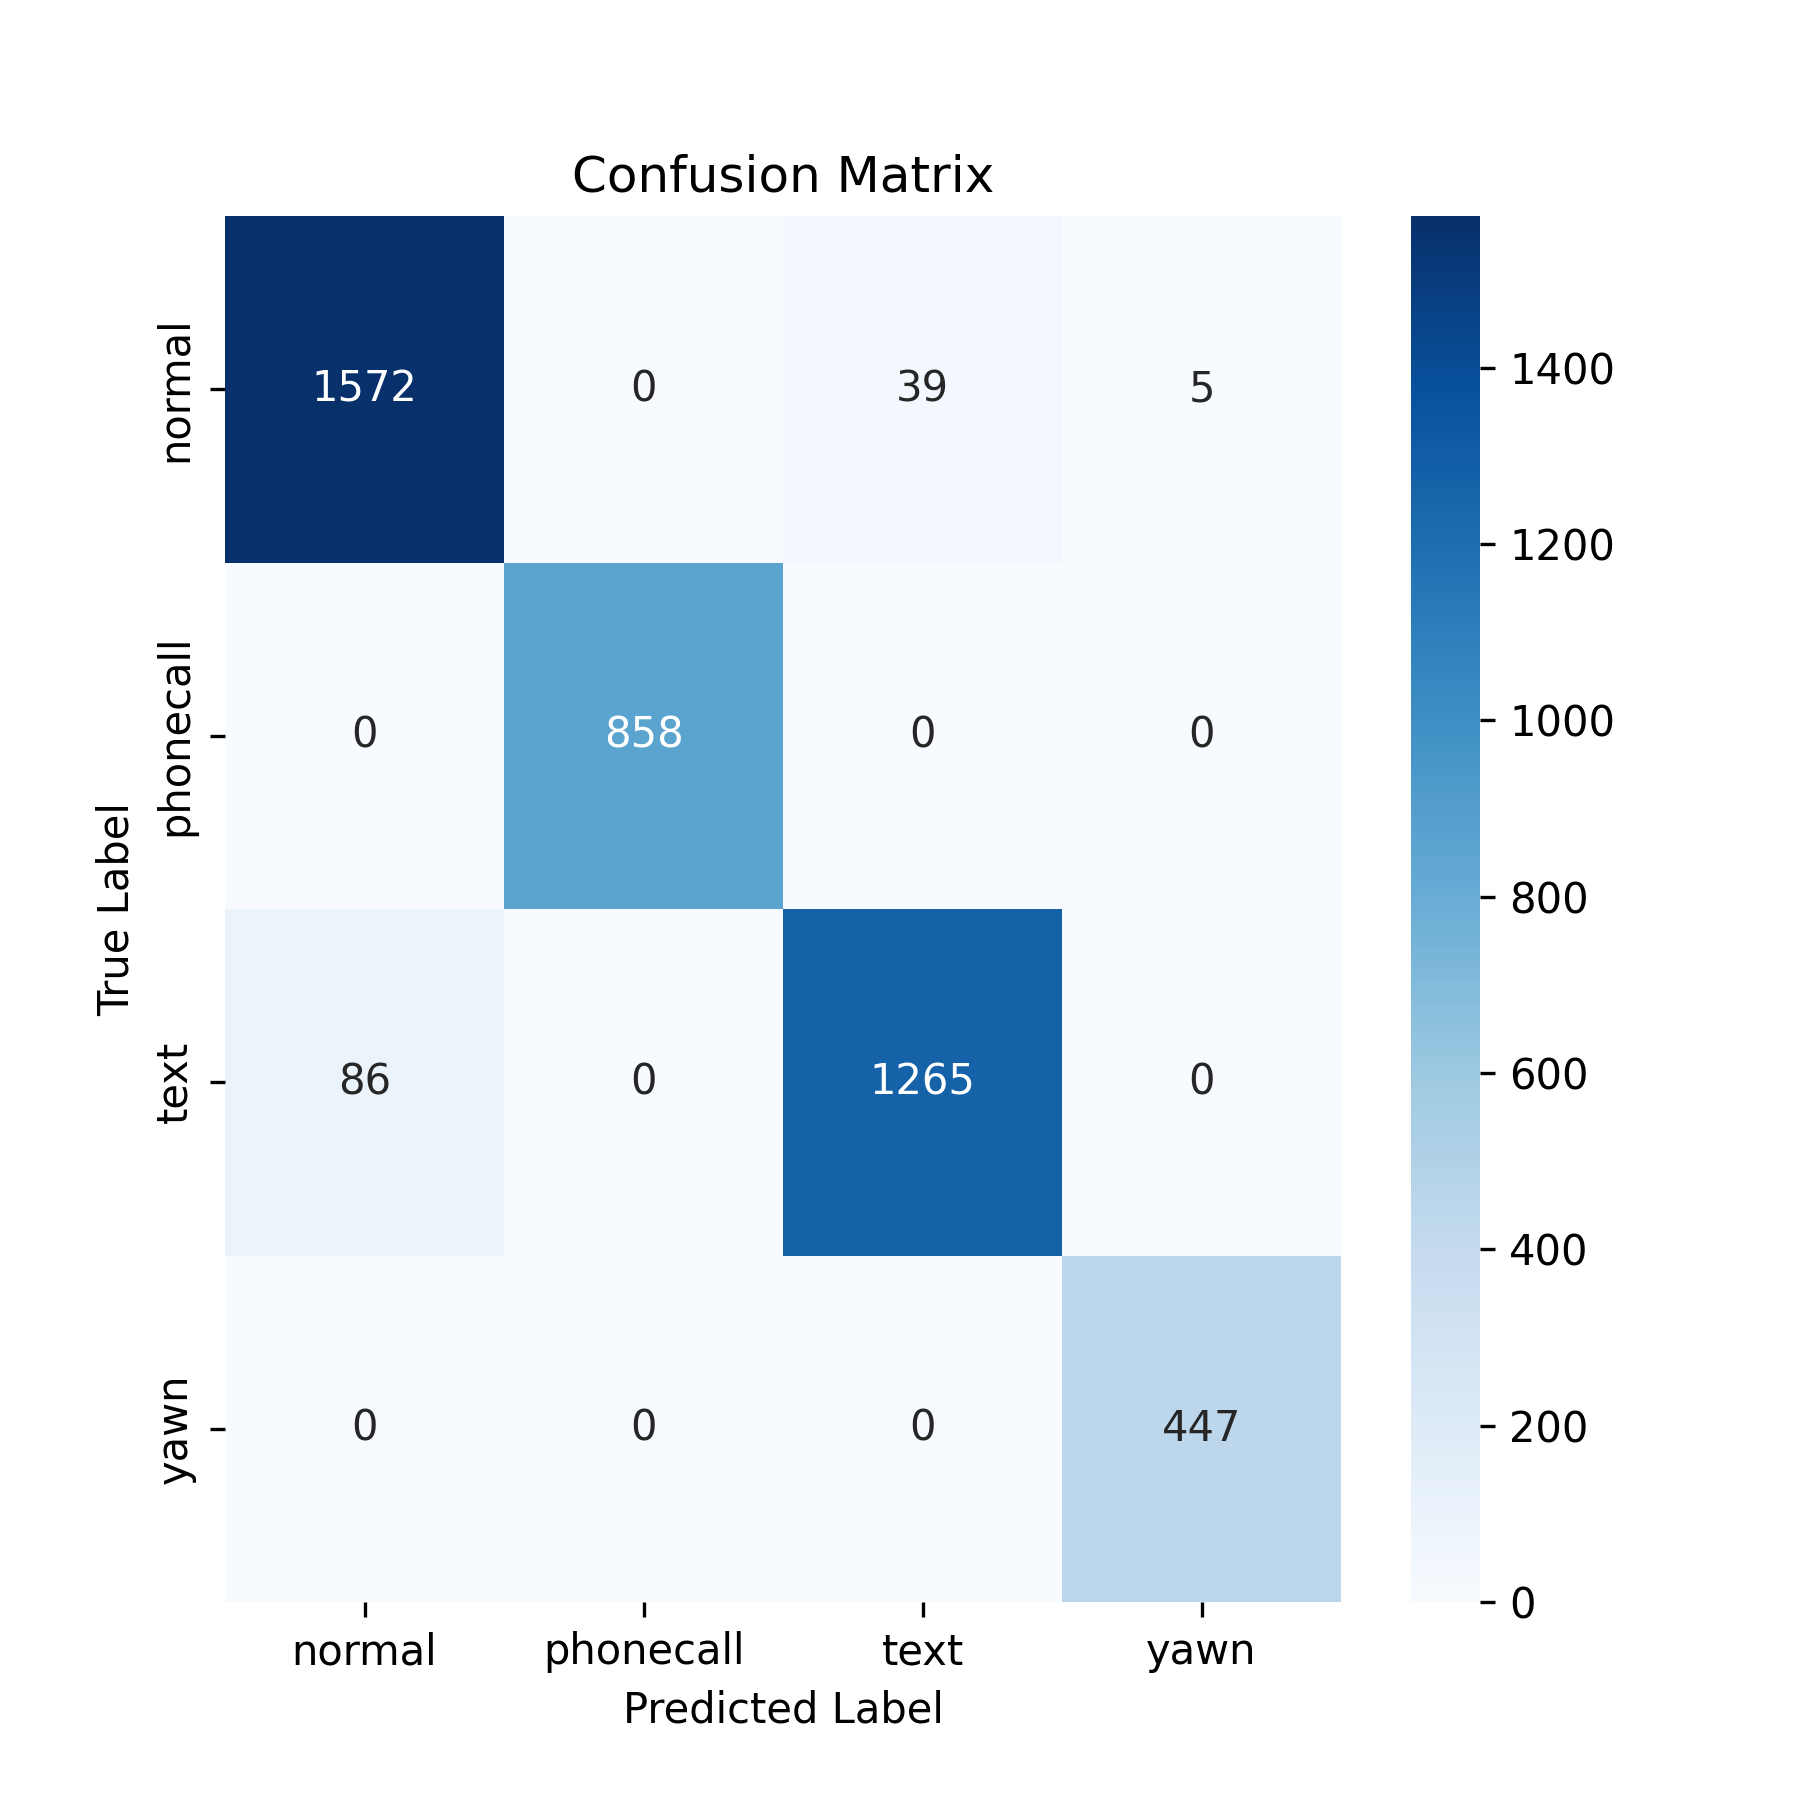 Confusion Matrix
normal 1572 0 39 5
phonecall 0 858 0 0
text 86 0 1265 0
yawn 0 0 0 447
True Label
normal phonecall text yawn
Predicted Label
1400
1200
1000
800
600
400
200
0